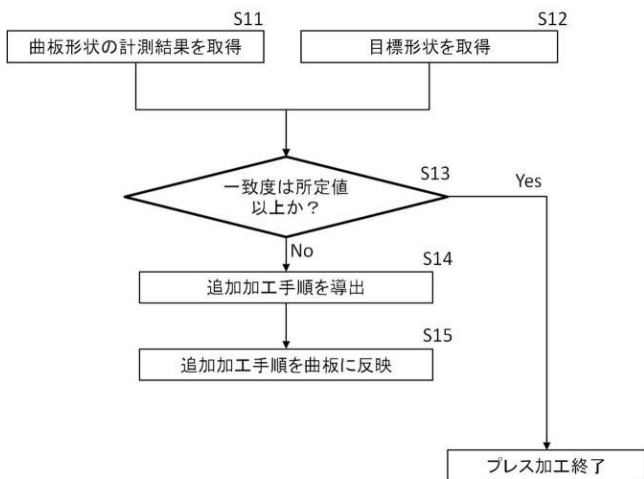 S11
曲板形状の計測結果を取得
S12
目標形状を取得
S13
一致度は所定値
以上か？
Yes
No
S14
追加加工手順を導出
S15
追加加工手順を曲板に反映
プレス加工終了